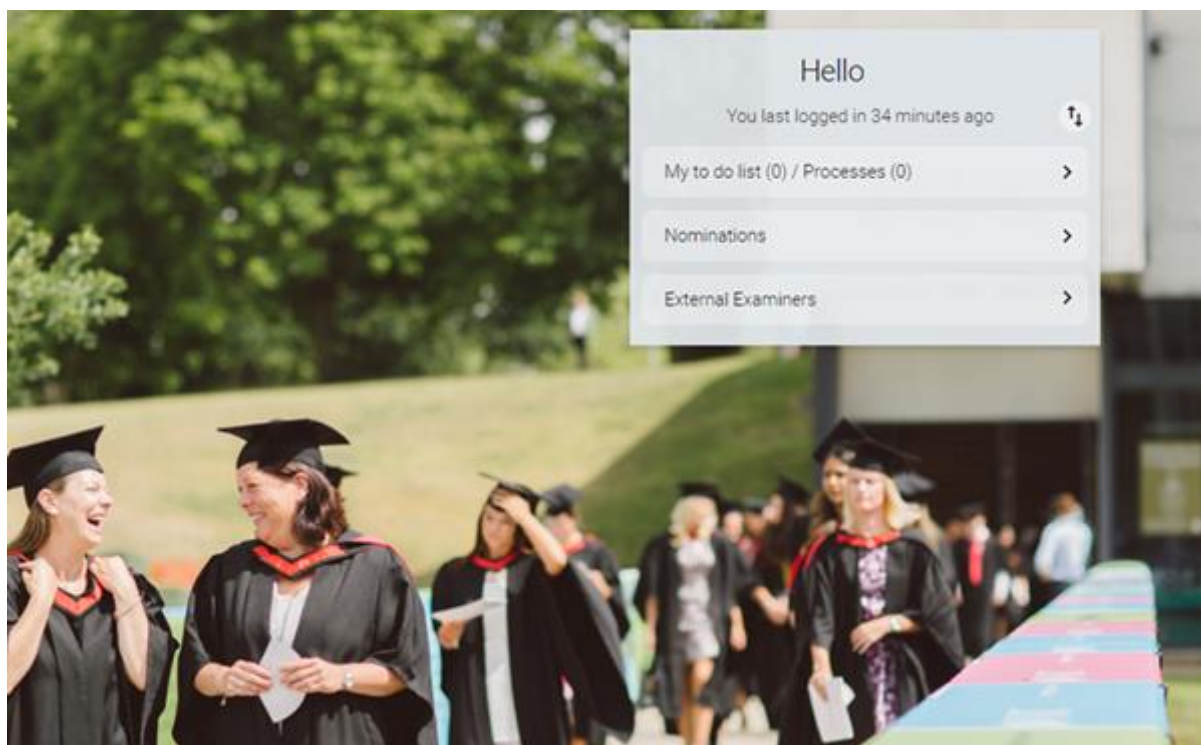 Hello
You last logged in 34 minutes ago
My to do list (0) / Processes (0)
Nominations
External Examiners